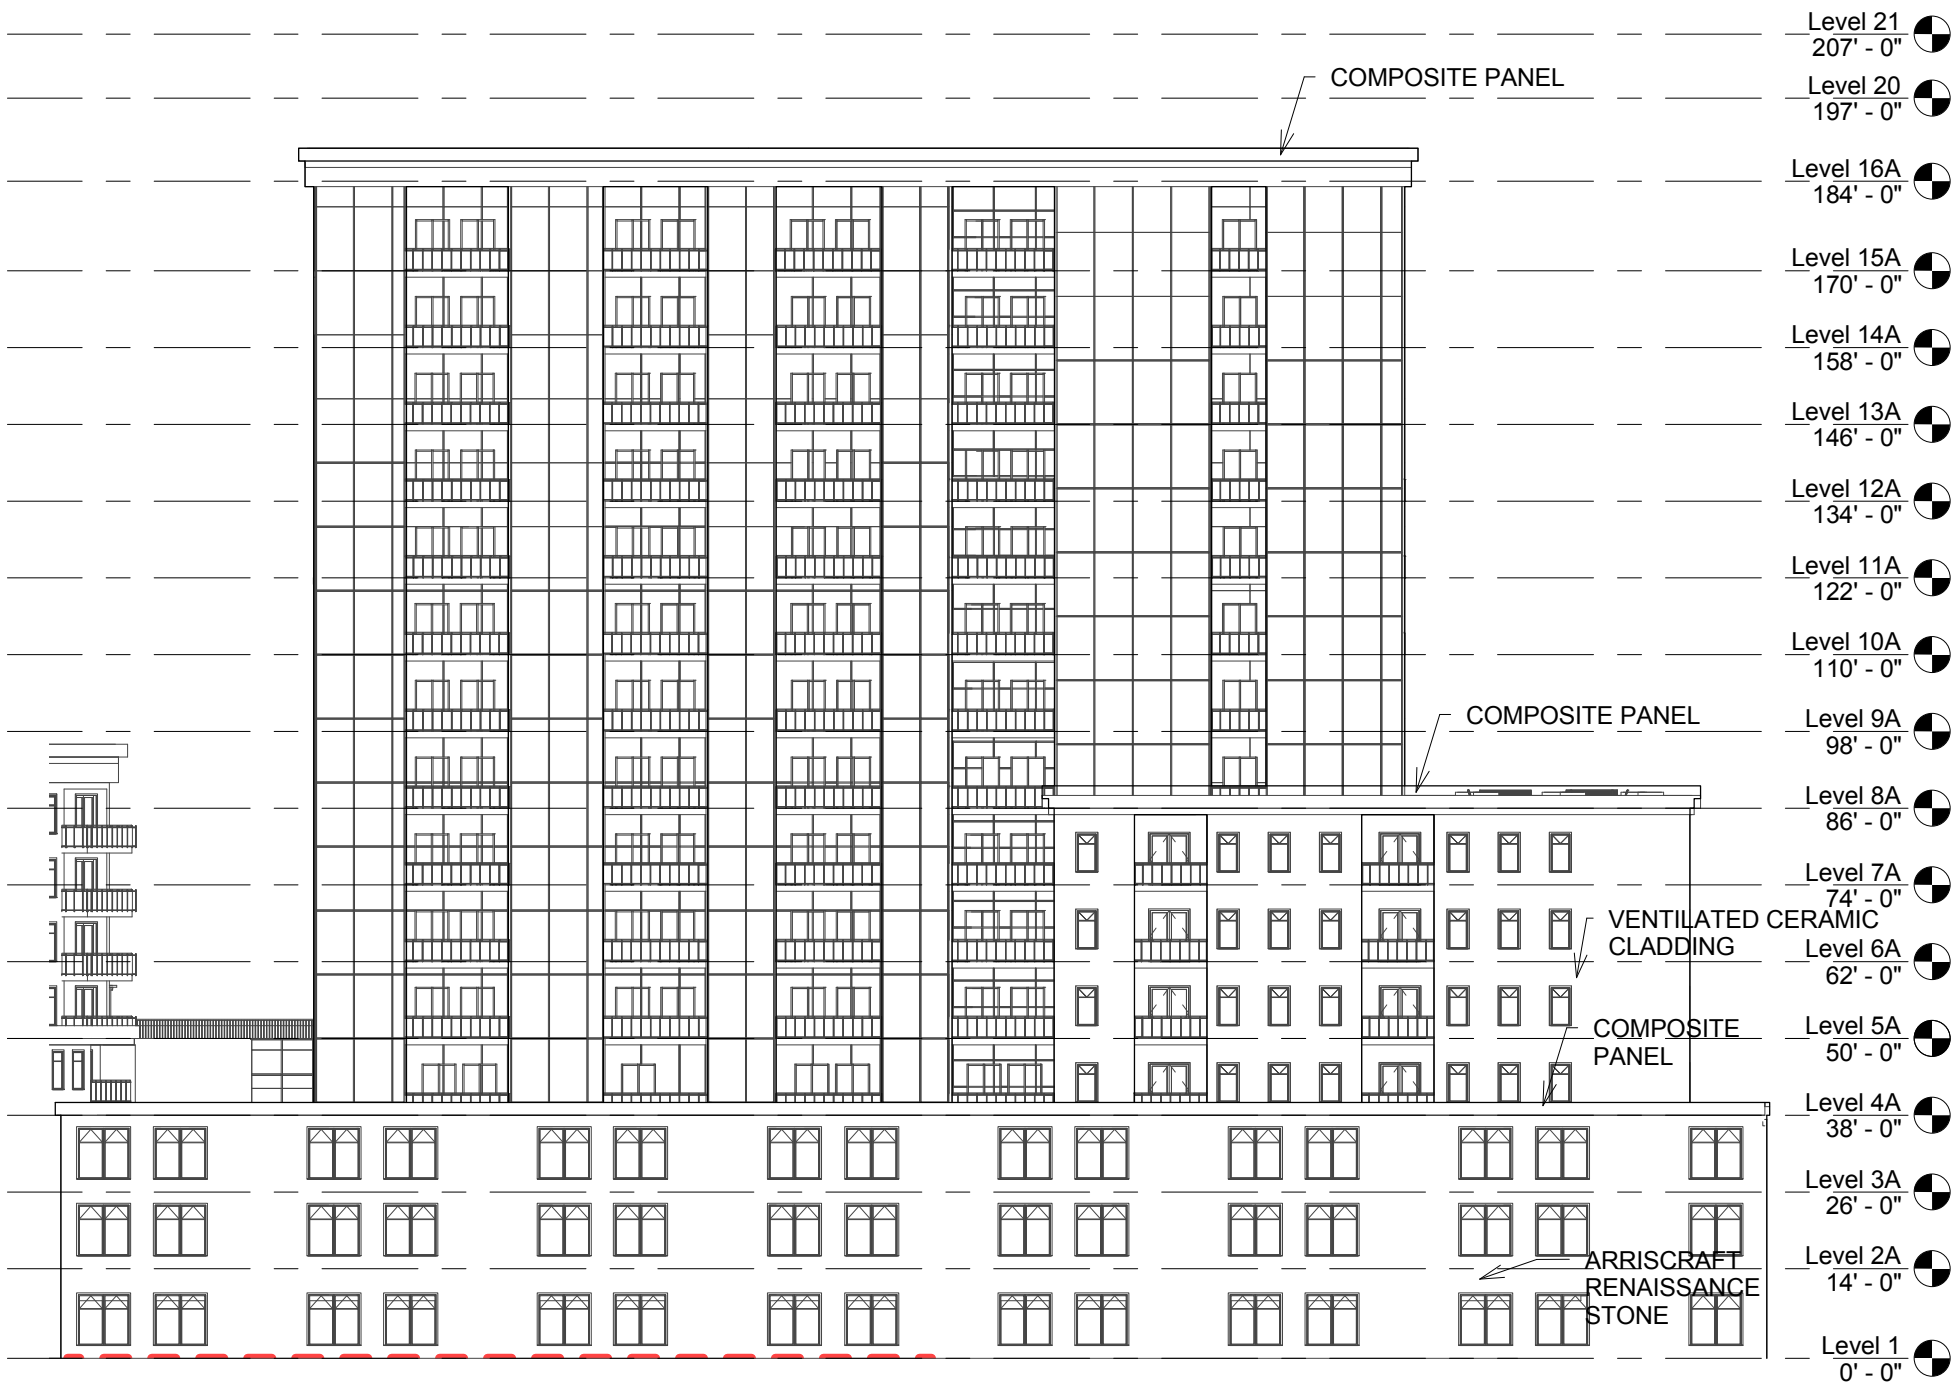 Level 21
207' - 0"
COMPOSITE PANEL
Level 20
197' - 0"
Level 16A
184' - 0"
Level 15A
170' - 0"
Level 14A
158' - 0"
Level 13A
146' - 0"
Level 12A
134' - 0"
Level 11A
122' - 0"
Level 10A
110' - 0"
COMPOSITE PANEL
Level 9A
98' - 0"
Level 8A
86' - 0"
Level 7A
74' - 0"
VENTILATED CERAMIC
CLADDING
Level 6A
62' - 0"
COMPOSITE
PANEL
Level 5A
50' - 0"
Level 4A
38' - 0"
Level 3A
26' - 0"
ARRISCRAFT
RENAISSANCE
STONE
Level 2A
14' - 0"
Level 1
0' - 0"